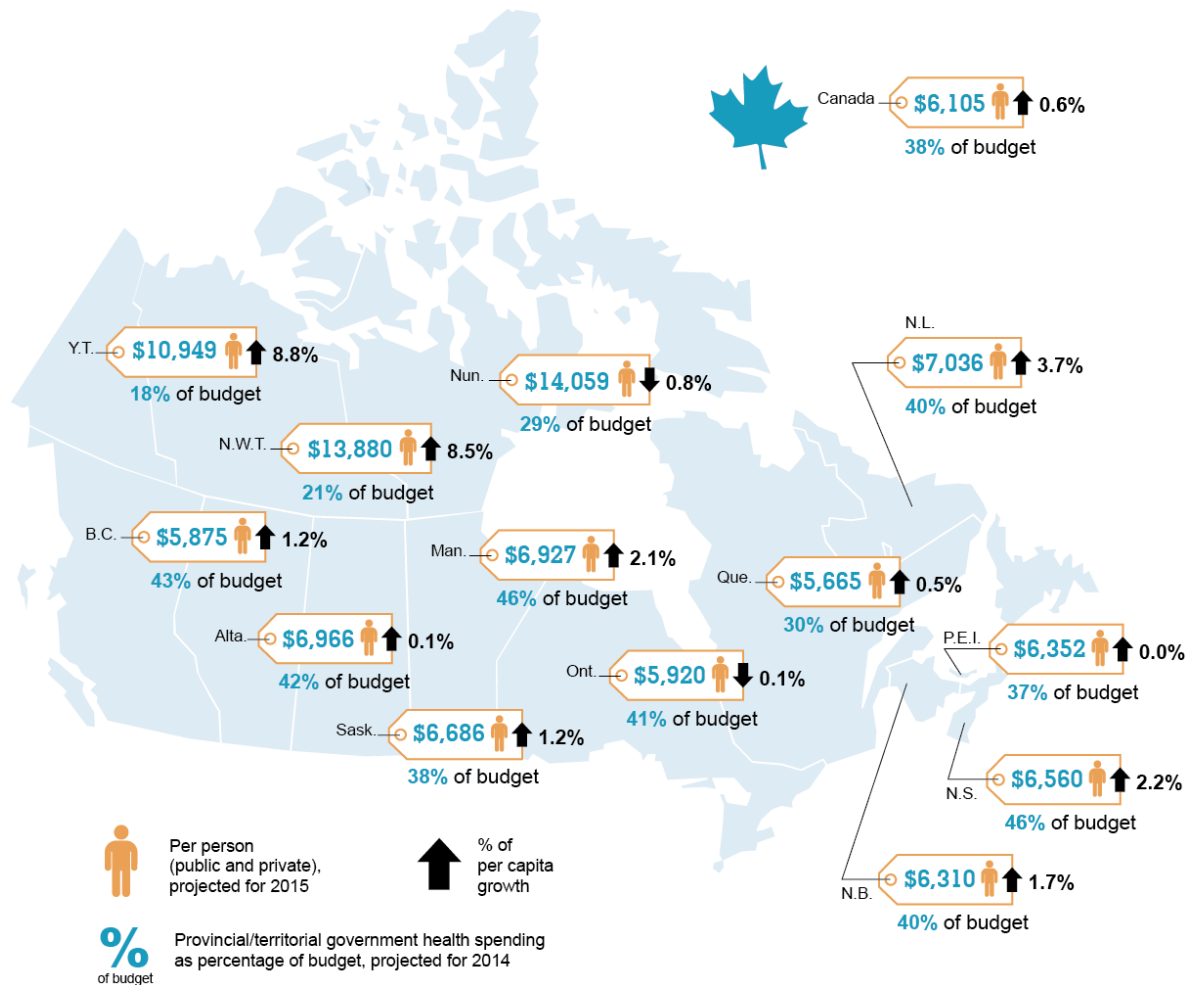 Canada
$6,105
0.6%
38% of budget
N.L.
$7,036
3.7%
40% of budget
Y.T.
$10,949
8.8%
18% of budget
Nun.
$14,059
0.8%
29% of budget
N.W.T.
$13,880
8.5%
21% of budget
B.C.
$5,875
1.2%
43% of budget
Man.
$6,927
2.1%
46% of budget
Que.
$5,665
0.5%
30% of budget
Alta.
$6,966
0.1%
42% of budget
P.E.I.
$6,352
0.0%
37% of budget
Ont.
$5,920
0.1%
41% of budget
Sask.
$6,686
1.2%
38% of budget
N.S.
$6,560
2.2%
46% of budget
N.B.
$6,310
1.7%
40% of budget
Per person
(public and private),
projected for 2015
% of
per capita
growth
%
of budget
Provincial/territorial government health spending
as percentage of budget, projected for 2014